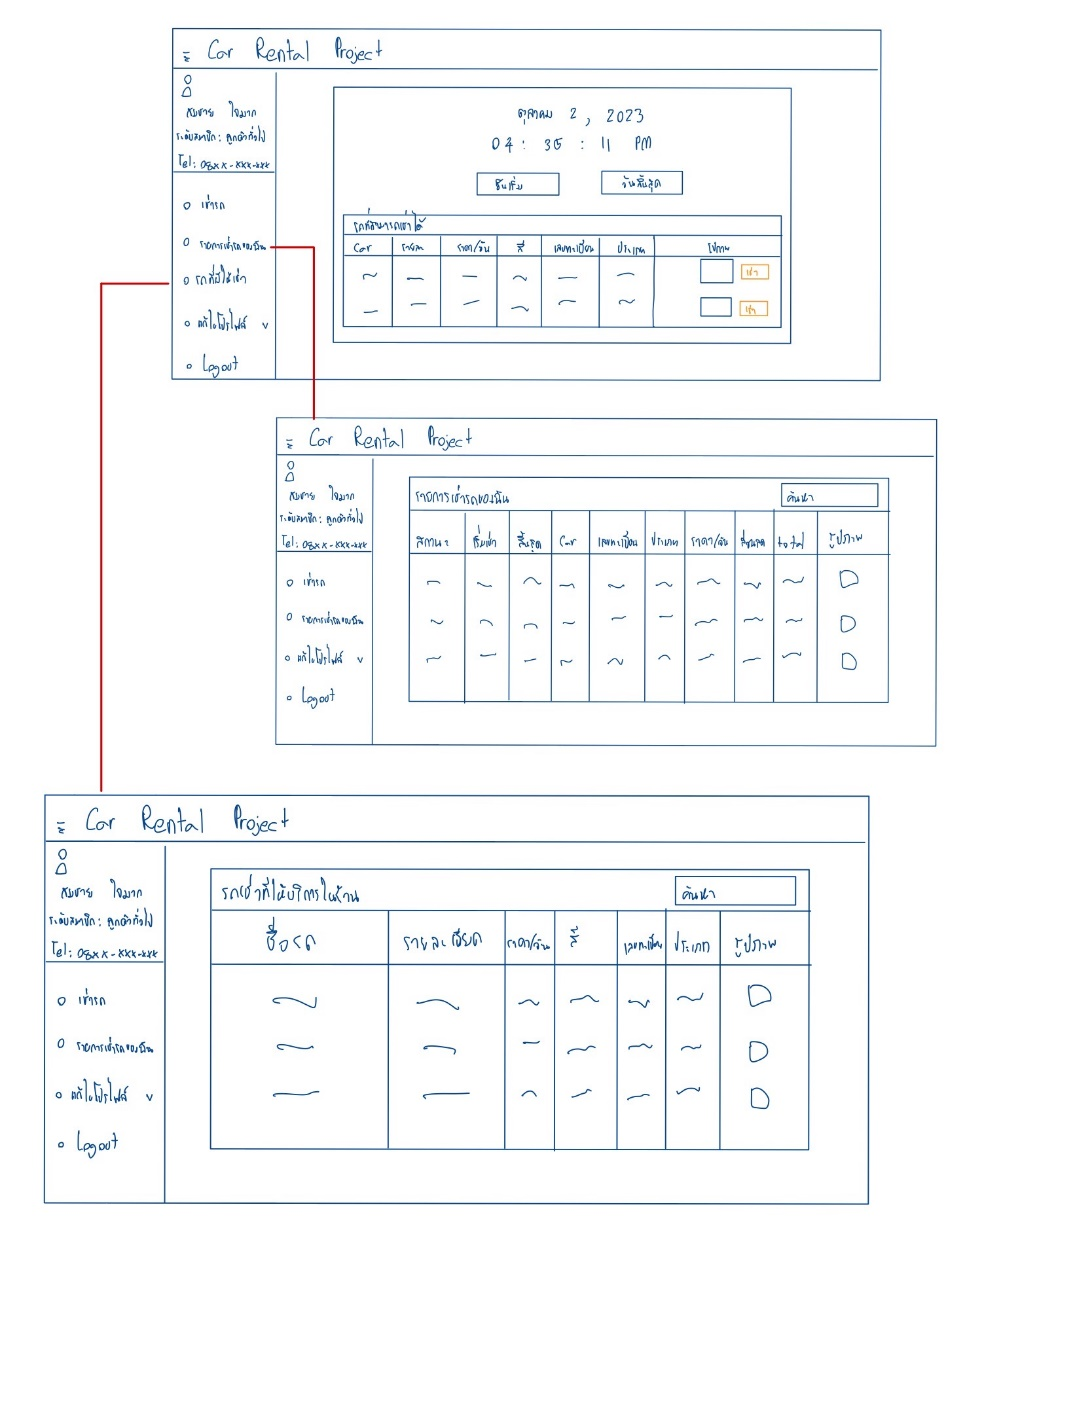 Car Rental Project
สมชาย ใจมาก
ระดับสมาชิก: ลูกค้าทั่วไป
Tel: 08xx-xxx-xxx
เช่ารถ
รายการเช่ารถของฉัน
รถที่มีให้เช่า
แก้ไขโปรไฟล์ v
Logout
ตุลาคม 2, 2023
04 : 35 : 11 PM
วันเริ่ม วันสิ้นสุด
รถที่สามารถเช่าได้
Car ราคา/วัน สี เลขทะเบียน ประเภท รูปภาพ
เช่า
เช่า
Car Rental Project
สมชาย ใจมาก
ระดับสมาชิก: ลูกค้าทั่วไป
Tel: 08xx-xxx-xxx
เช่ารถ
รายการเช่ารถของฉัน
แก้ไขโปรไฟล์ v
Logout
รายการเช่ารถของฉัน ค้นหา
สถานะ เริ่มเช่า สิ้นสุด Car เลขทะเบียน ประเภท ราคา/วัน ส่วนลด total รูปภาพ
Car Rental Project
สมชาย ใจมาก
ระดับสมาชิก: ลูกค้าทั่วไป
Tel: 08xx-xxx-xxx
เช่ารถ
รายการเช่ารถของฉัน
แก้ไขโปรไฟล์ v
Logout
รถเช่าที่ให้บริการในร้าน ค้นหา
ชื่อรถ รายละเอียด ราคา/วัน สี เลขทะเบียน ประเภท รูปภาพ